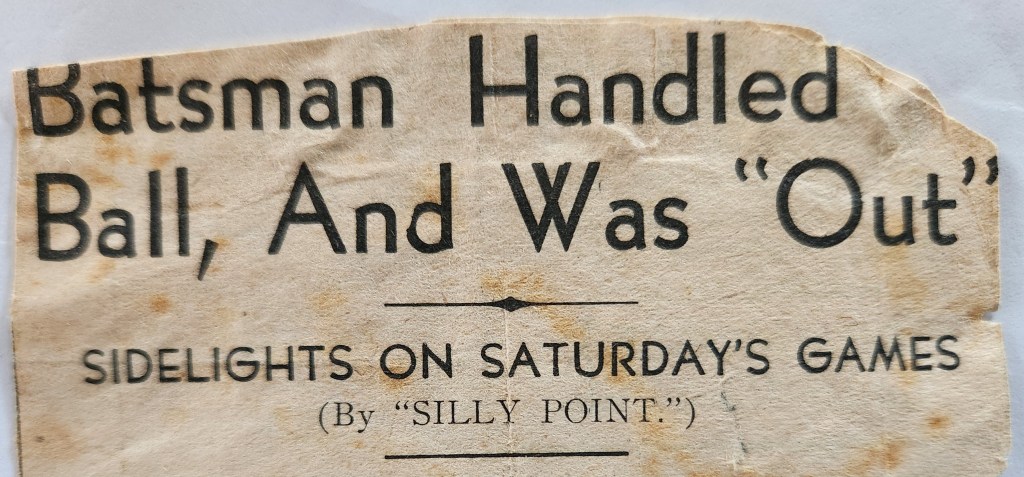 Batsman Handled
Ball, And Was “Out”
SIDELIGHTS ON SATURDAY’S GAMES
(By “SILLY POINT.”)